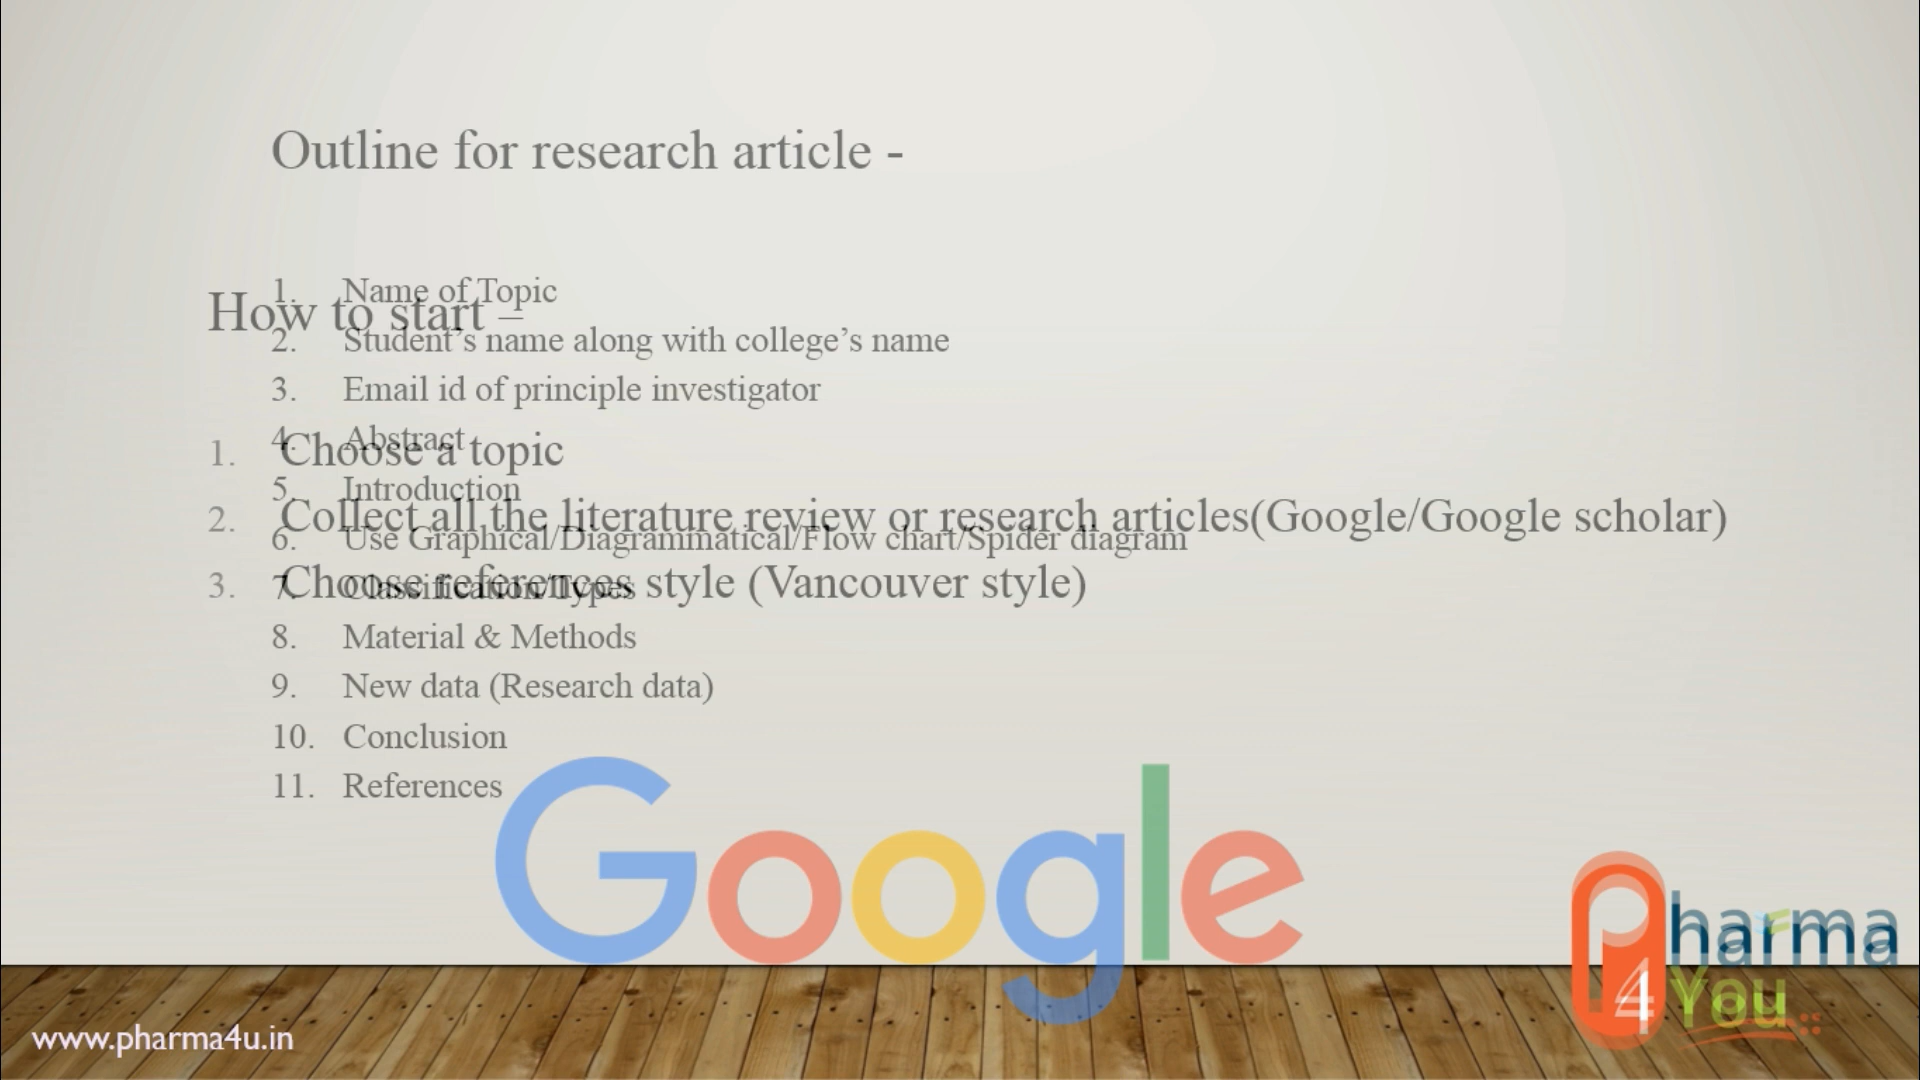 Outline for research article -
1. Name of Topic
2. Student’s name along with college’s name
3. Email id of principle investigator
4. Abstract
5. Introduction
6. Use Graphical/Diagrammatical/Flow chart/Spider diagram
7. Classification/Types
8. Material & Methods
9. New data (Research data)
10. Conclusion
11. References
How to start –
1. Choose a topic
2. Collect all the literature review or research articles(Google/Google scholar)
3. Choose references style (Vancouver style)
Google
Pharma
4 You
www.pharma4u.in